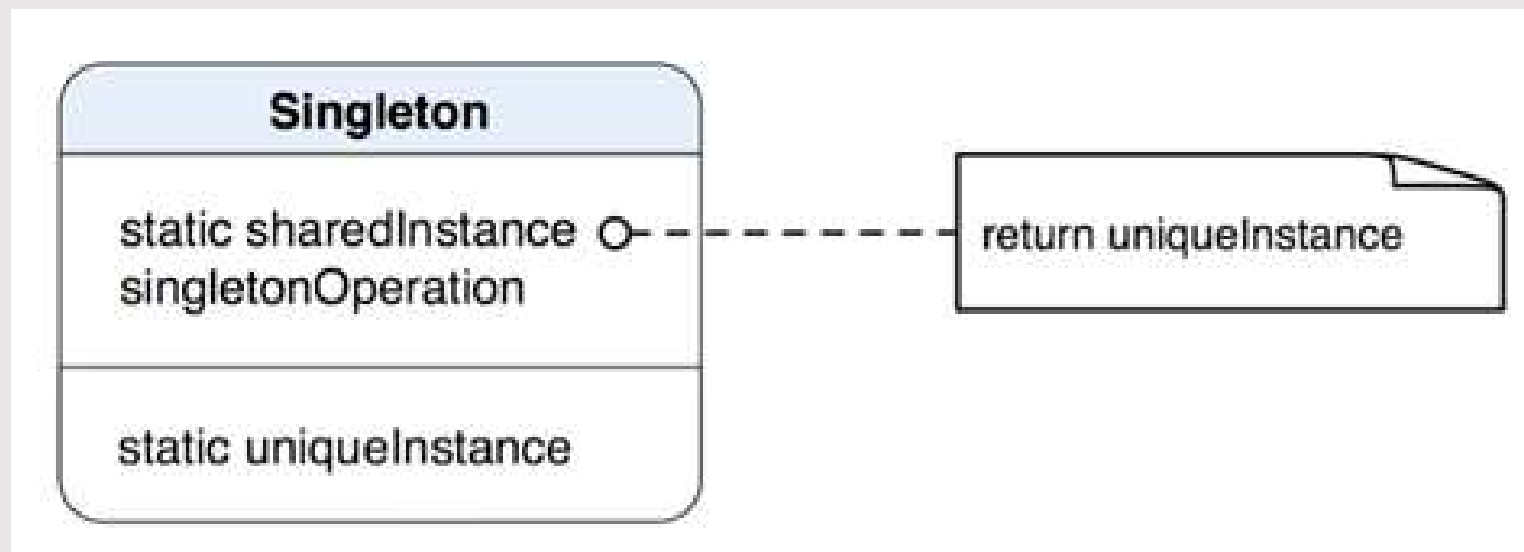 Singleton
static sharedInstance
singletonOperation
return uniqueInstance
static uniqueInstance